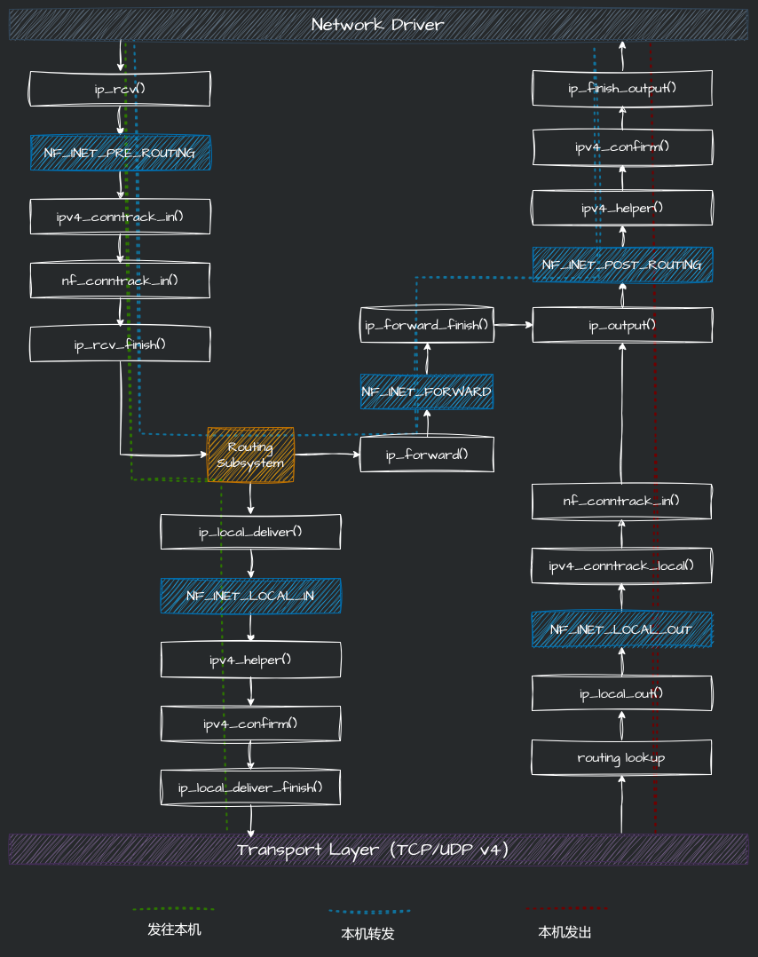 Network Driver
ip_rcv()
NF_INET_PRE_ROUTING
ipv4_conntrack_in()
nf_conntrack_in()
ip_rcv_finish()
Routing
Subsystem
ip_local_deliver()
NF_INET_LOCAL_IN
ipv4_helper()
ipv4_confirm()
ip_local_deliver_finish()
ip_forward_finish()
NF_INET_FORWARD
ip_forward()
ip_finish_output()
ipv4_confirm()
ipv4_helper()
NF_INET_POST_ROUTING
ip_output()
nf_conntrack_in()
ipv4_conntrack_local()
NF_INET_LOCAL_OUT
ip_local_out()
routing lookup
Transport Layer (TCP/UDP v4)
发往本机
本机转发
本机发出